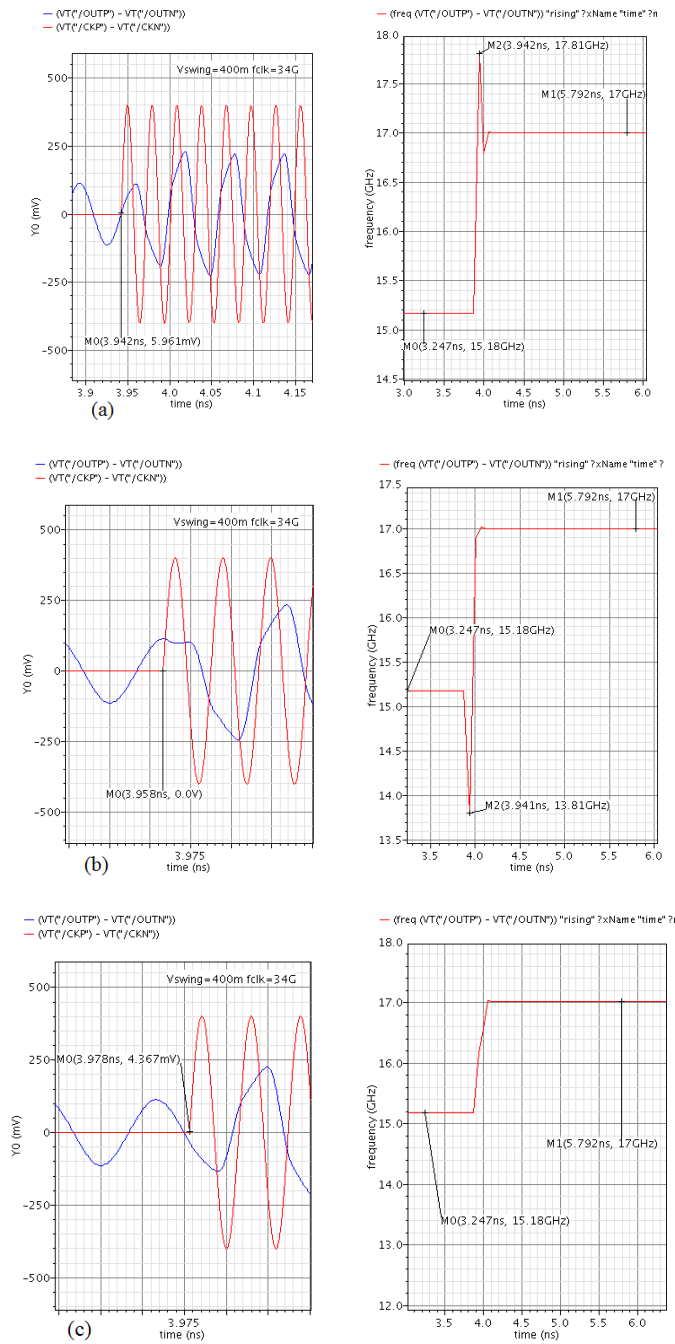 (VT("/OUTP") - VT("/OUTN"))
(VT("/CKP") - VT("/CKN"))
Vswing=400m fclk=34G
Y0 (mV)
500
250
0
-250
-500
M0(3.942ns, 5.961mV)
3.9 3.95 4.0 4.05 4.1 4.15
time (ns)
(a)
(freq (VT("/OUTP") - VT("/OUTN")) "rising" ?xName "time" ?n
frequency (GHz)
18.0
17.0
16.0
15.0
14.5
M2(3.942ns, 17.81GHz)
M1(5.792ns, 17GHz)
M0(3.247ns, 15.18GHz)
3.0 3.5 4.0 4.5 5.0 5.5 6.0
time (ns)
(VT("/OUTP") - VT("/OUTN"))
(VT("/CKP") - VT("/CKN"))
Vswing=400m fclk=34G
Y0 (mV)
500
250
0
-250
-500
M0(3.958ns, 0.0V)
3.975
time (ns)
(b)
(freq (VT("/OUTP") - VT("/OUTN")) "rising" ?xName "time" ?
frequency (GHz)
17.5
17.0
16.5
16.0
15.5
15.0
14.5
14.0
13.5
M1(5.792ns, 17GHz)
M0(3.247ns, 15.18GHz)
M2(3.941ns, 13.81GHz)
3.5 4.0 4.5 5.0 5.5 6.0
time (ns)
(VT("/OUTP") - VT("/OUTN"))
(VT("/CKP") - VT("/CKN"))
Vswing=400m fclk=34G
Y0 (mV)
500
250
0
-250
-500
M0(3.978ns, 4.367mV)
3.975
time (ns)
(c)
(freq (VT("/OUTP") - VT("/OUTN")) "rising" ?xName "time" ?n
frequency (GHz)
18.0
17.0
16.0
15.0
14.0
13.0
12.0
M1(5.792ns, 17GHz)
M0(3.247ns, 15.18GHz)
3.0 4.0 5.0 6.0
time (ns)